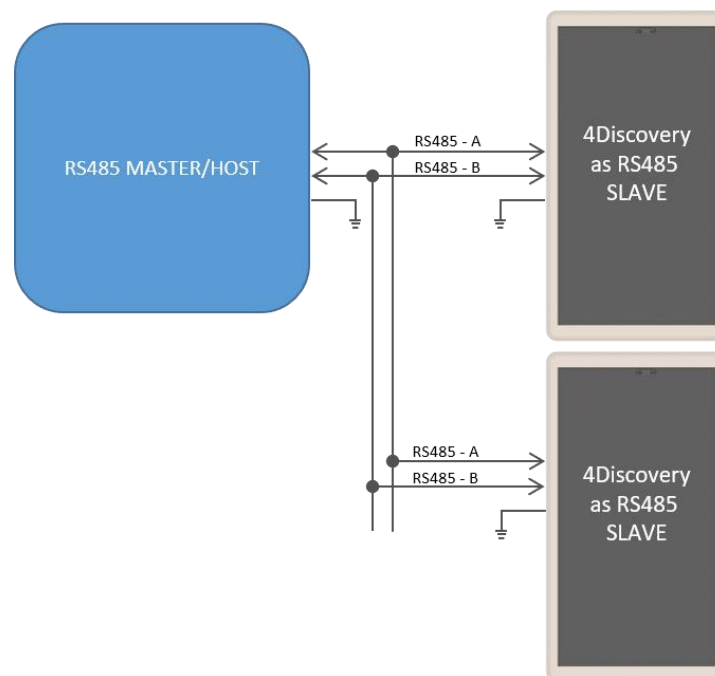 RS485 MASTER/HOST
RS485 - A
RS485 - B
4Discovery
as RS485
SLAVE
RS485 - A
RS485 - B
4Discovery
as RS485
SLAVE